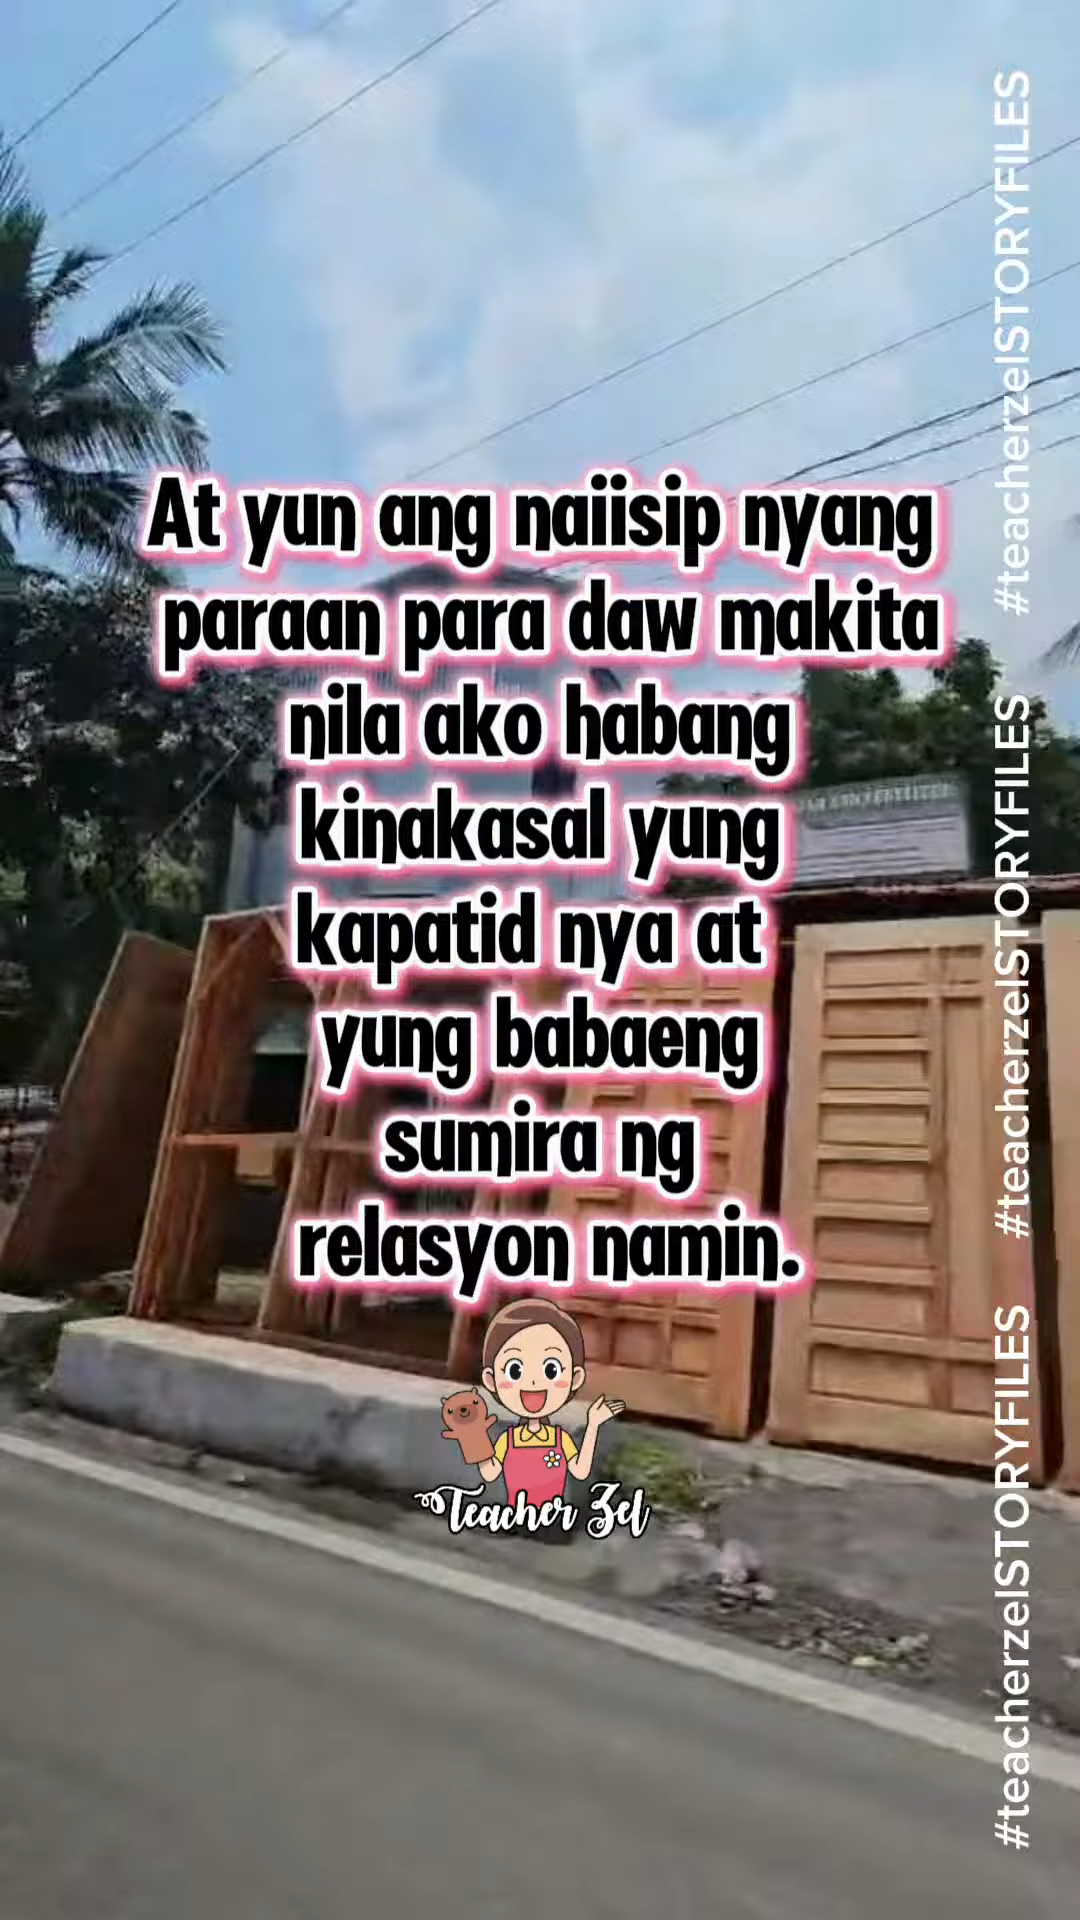 At yun ang naiisip nyang
paraan para daw makita
nila ako habang
kinakasal yung
kapatid nya at
yung babaeng
sumira ng
relasyon namin.
Teacher Zel
#teacherzelSTORYFILES
#teacherzelSTORYFILES
#teacherzelSTORYFILES